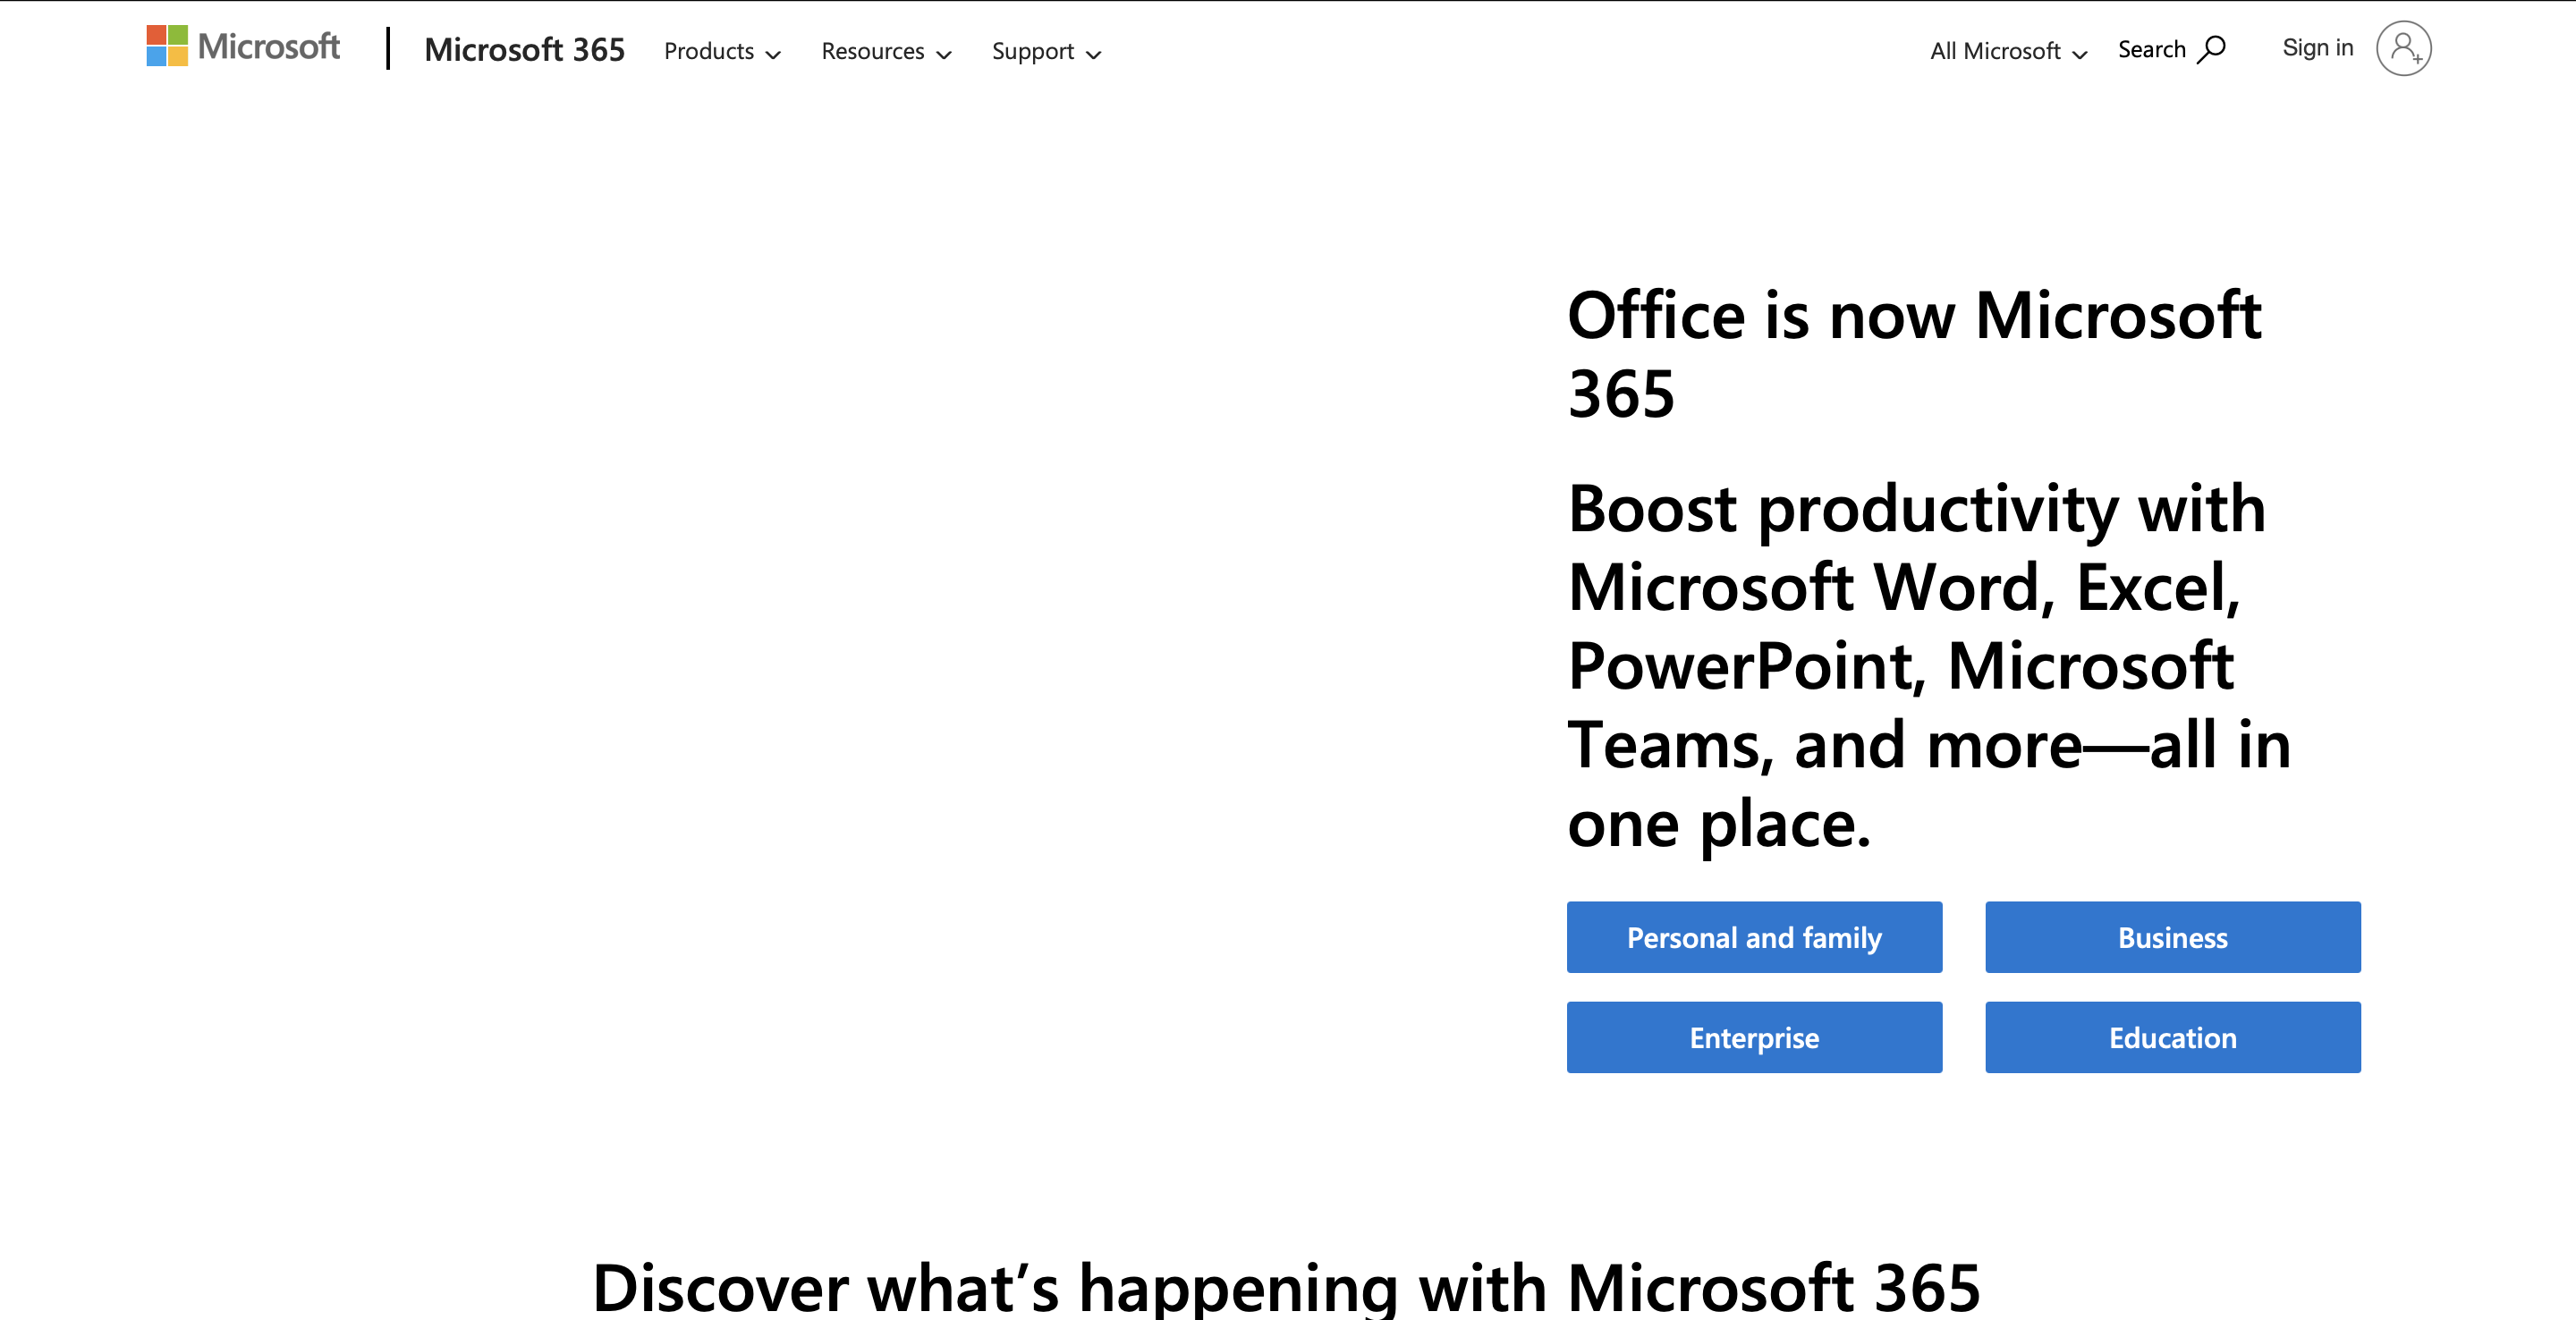 Microsoft
Microsoft 365
Products
Resources
Support
All Microsoft
Search
Sign in
Office is now Microsoft
365
Boost productivity with
Microsoft Word, Excel,
PowerPoint, Microsoft
Teams, and more—all in
one place.
Personal and family
Business
Enterprise
Education
Discover what’s happening with Microsoft 365